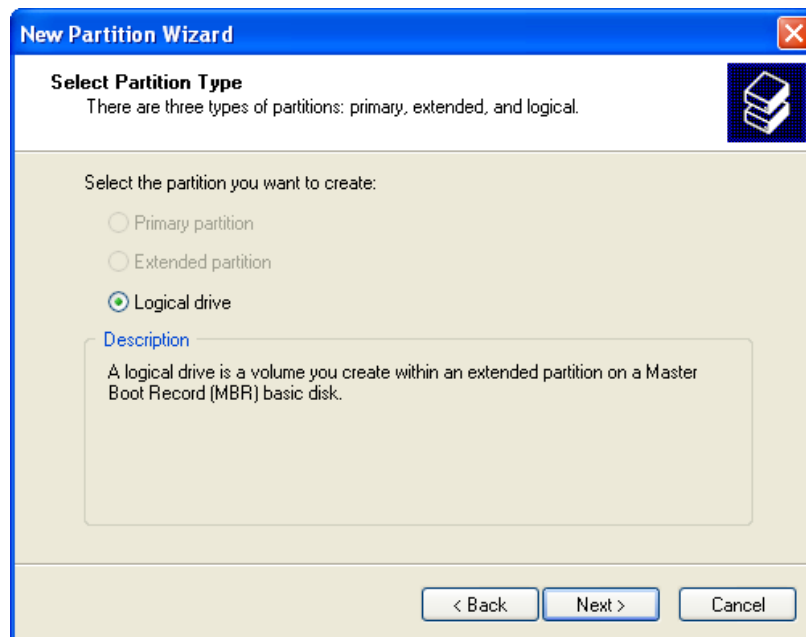 New Partition Wizard
Select Partition Type
There are three types of partitions: primary, extended, and logical.
Select the partition you want to create:
Primary partition
Extended partition
Logical drive
Description
A logical drive is a volume you create within an extended partition on a Master
Boot Record (MBR) basic disk.
< Back
Next >
Cancel